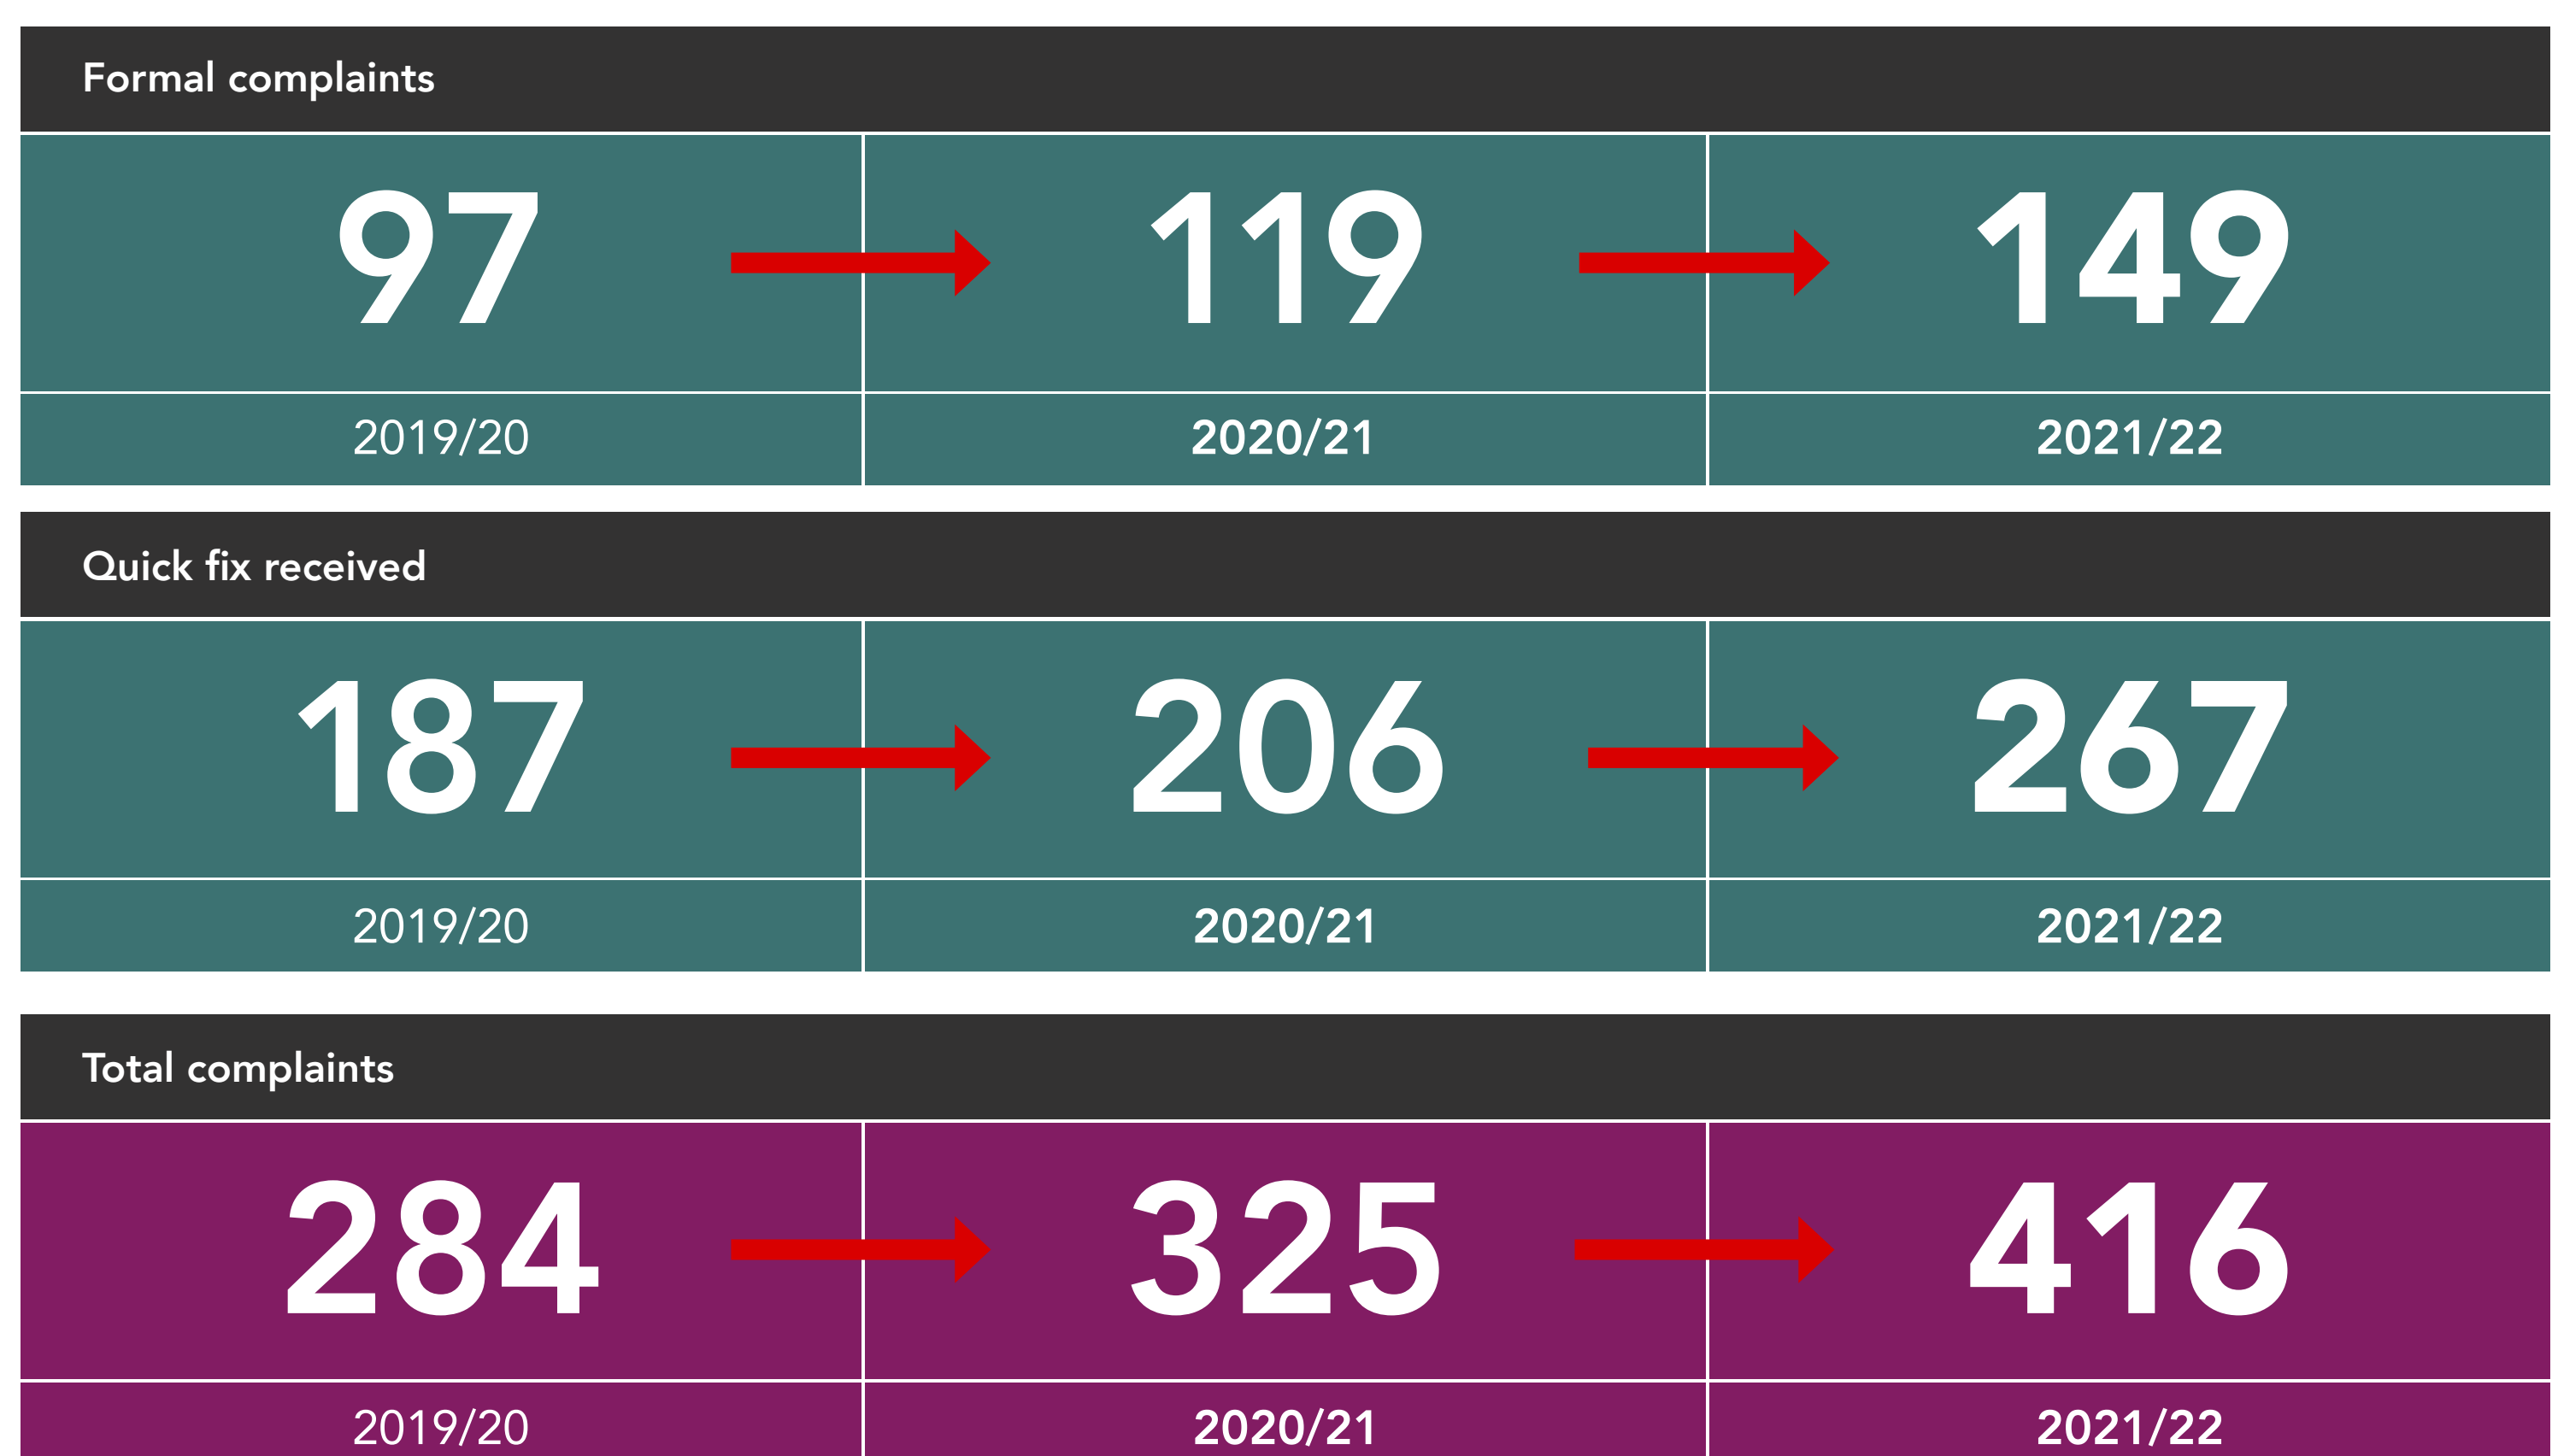 Formal complaints
97 119 149
2019/20 2020/21 2021/22
Quick fix received
187 206 267
2019/20 2020/21 2021/22
Total complaints
284 325 416
2019/20 2020/21 2021/22